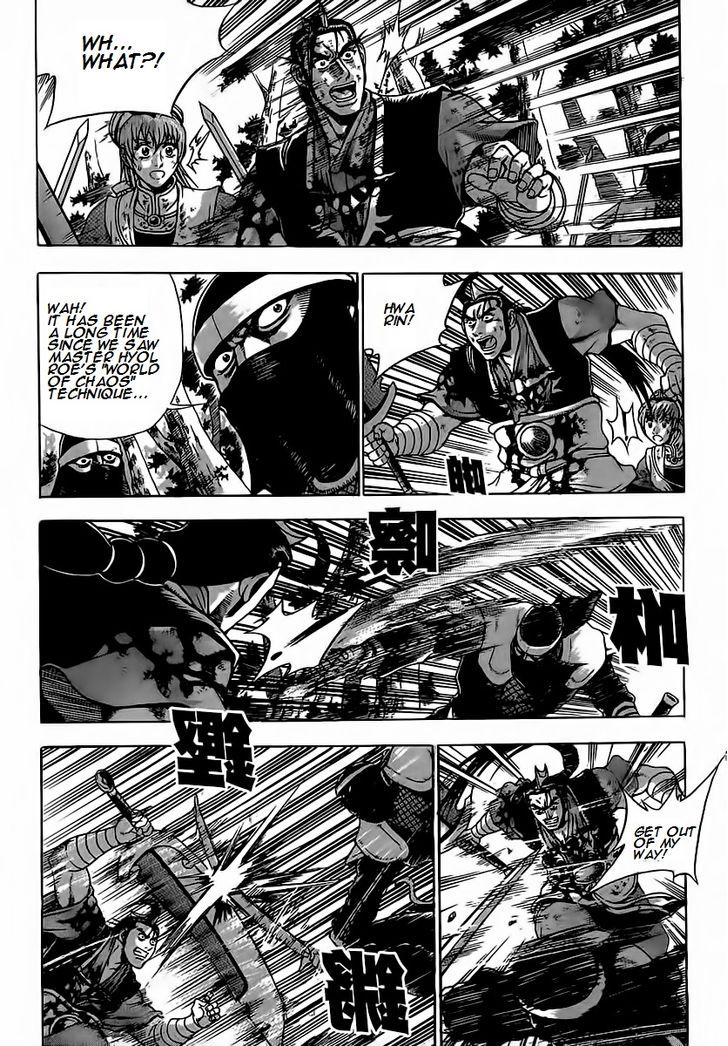 WH...
WHAT?!
HWA
RIN!
WAH!
IT HAS BEEN
A LONG TIME
SINCE WE SAW
MASTER HYOL
ROE'S "WORLD
OF CHAOS"
TECHNIQUE...
GET OUT
OF MY
WAY!